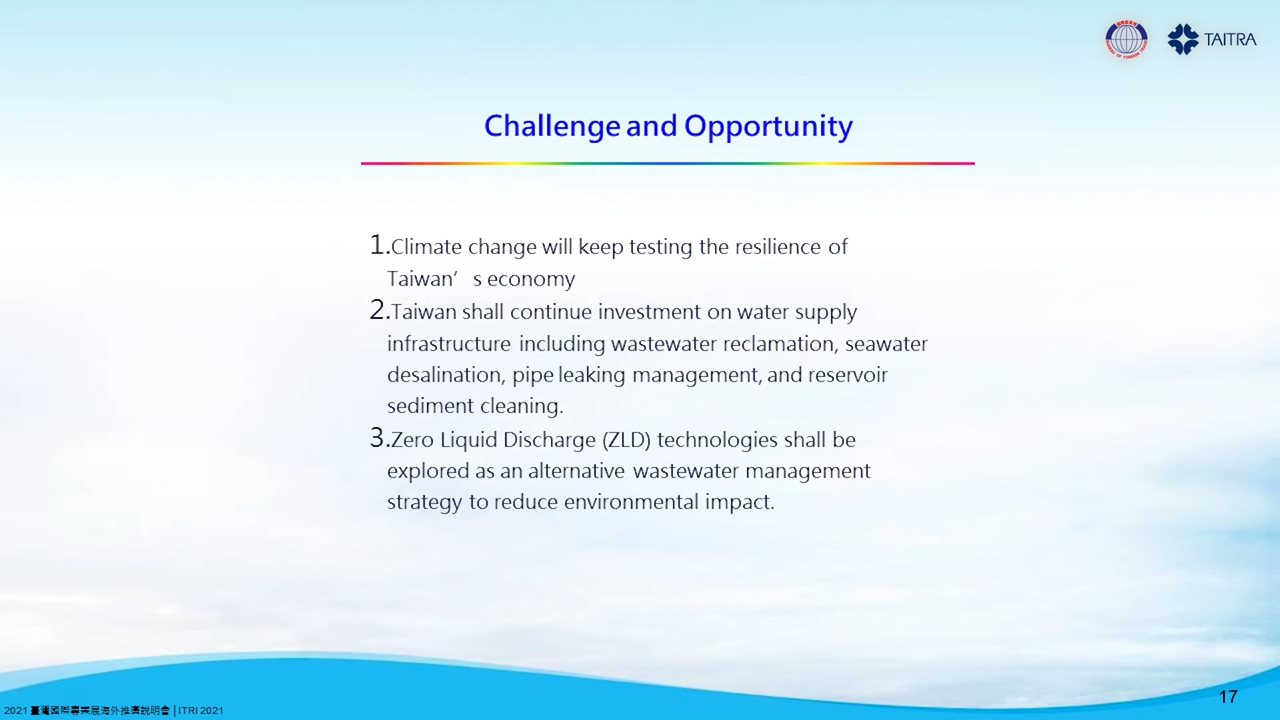 TAITRA
Challenge and Opportunity
1.Climate change will keep testing the resilience of
Taiwan’s economy
2.Taiwan shall continue investment on water supply
infrastructure including wastewater reclamation, seawater
desalination, pipe leaking management, and reservoir
sediment cleaning.
3.Zero Liquid Discharge (ZLD) technologies shall be
explored as an alternative wastewater management
strategy to reduce environmental impact.
17
2021 臺灣國際專業展海外推廣說明會 | ITRI 2021